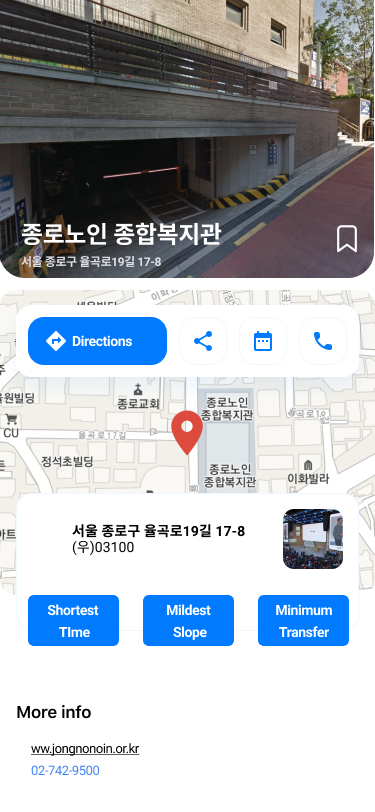 종로노인 종합복지관
서울 종로구 율곡로19길 17-8
Directions
종로교회
종로노인
종합복지관
CU
율곡로17길
정석초빌딩
종로노인
종합복지관
이화빌라
서울 종로구 율곡로19길 17-8
(우)03100
Shortest
TIme
Mildest
Slope
Minimum
Transfer
More info
ww.jongnonoin.or.kr
02-742-9500